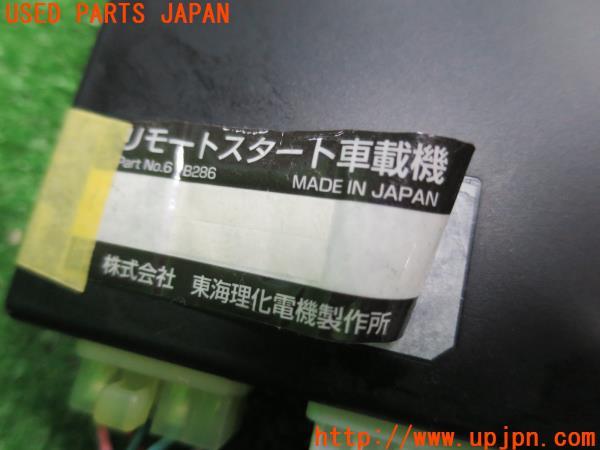 USED PARTS JAPAN
リモートスタート車載機
Part No.6 B286
MADE IN JAPAN
株式会社 東海理化電機製作所
http://www.upjpn.com